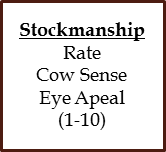 Stockmanship
Rate
Cow Sense
Eye Apeal
(1-10)